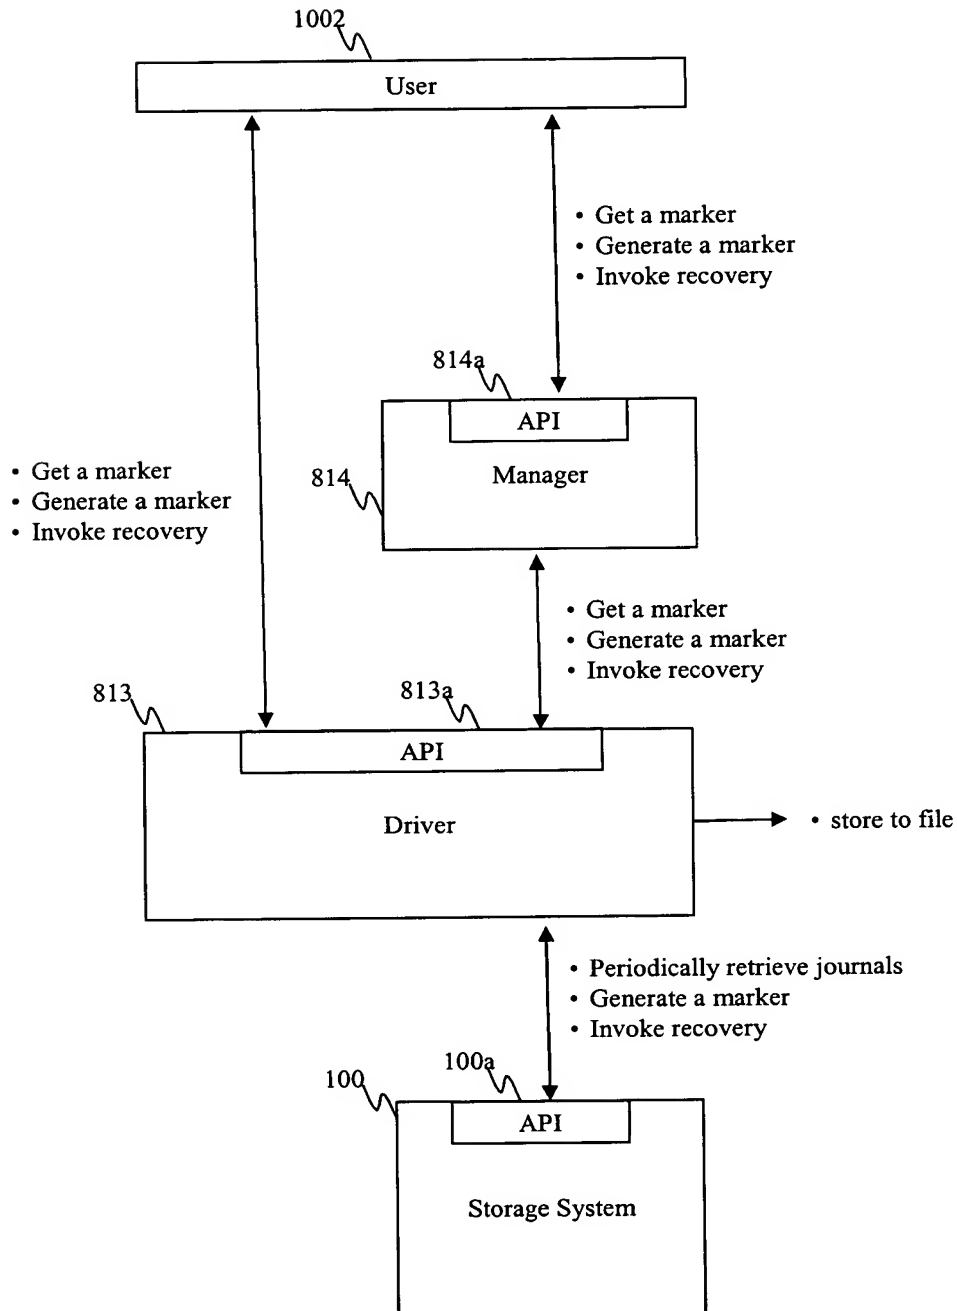 1002
User
• Get a marker
• Generate a marker
• Invoke recovery
814a
API
814
Manager
• Get a marker
• Generate a marker
• Invoke recovery
• Get a marker
• Generate a marker
• Invoke recovery
813
813a
API
Driver
• store to file
• Periodically retrieve journals
• Generate a marker
• Invoke recovery
100
100a
API
Storage System